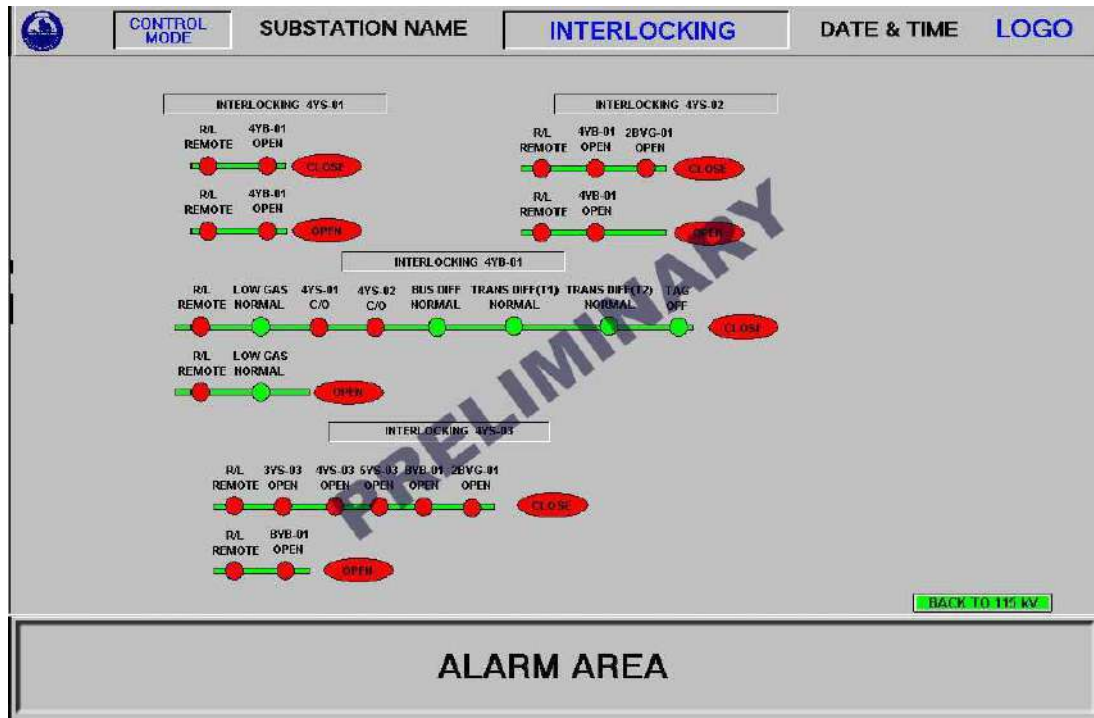 CONTROL MODE
SUBSTATION NAME
INTERLOCKING
DATE & TIME
LOGO
INTERLOCKING 4YS-01
R/L REMOTE
4YB-01 OPEN
CLOSE
R/L REMOTE
4YB-01 OPEN
OPEN
INTERLOCKING 4YS-02
R/L REMOTE
4YB-01 OPEN
2BVG-01 OPEN
CLOSE
R/L REMOTE
4YB-01 OPEN
OPEN
INTERLOCKING 4YB-01
R/L REMOTE
LOW GAS NORMAL
4YS-01 C/O
4YS-02 C/O
BUS DIFF NORMAL
TRANS DIFF(T1) NORMAL
TRANS DIFF(T2) NORMAL
TAG OFF
CLOSE
R/L REMOTE
LOW GAS NORMAL
OPEN
INTERLOCKING 4YS-03
R/L REMOTE
3YS-03 OPEN
4YS-03 OPEN
5YS-03 OPEN
BYB-01 OPEN
2BVG-01 OPEN
CLOSE
R/L REMOTE
BYB-01 OPEN
OPEN
PRELIMINARY
BACK TO 115 kV
ALARM AREA